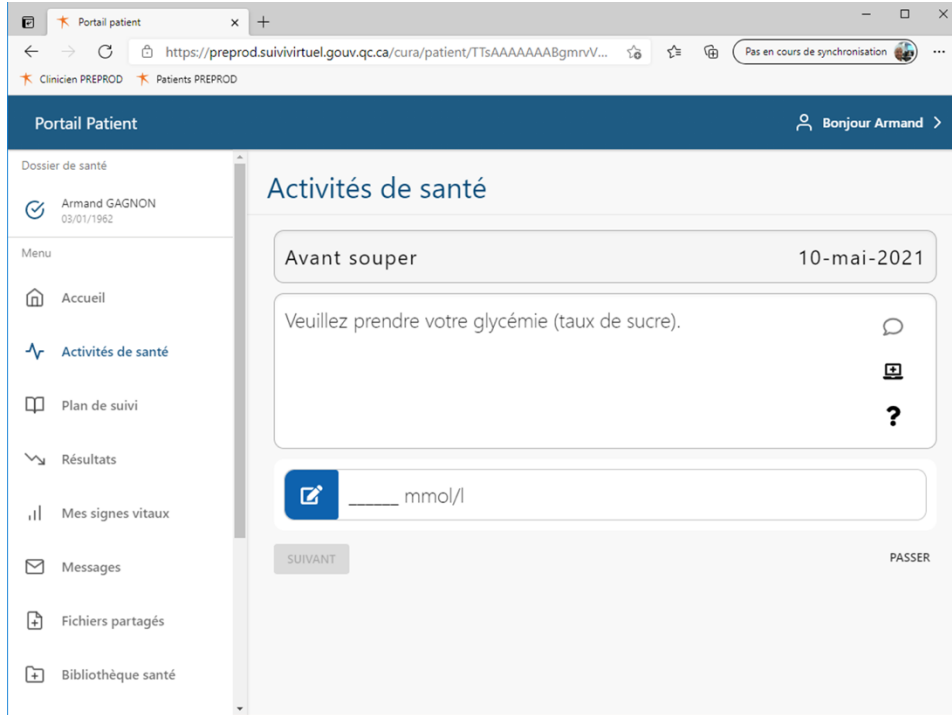 Portail patient
https://preprod.suivivirtuel.gouv.qc.ca/cura/patient/TTsAAAAAAABgmrvV...
Pas en cours de synchronisation
Clinicien PREPROD
Patients PREPROD
Portail Patient
Bonjour Armand
Dossier de santé
Armand GAGNON
03/01/1962
Menu
Accueil
Activités de santé
Plan de suivi
Résultats
Mes signes vitaux
Messages
Fichiers partagés
Bibliothèque santé
Activités de santé
Avant souper
10-mai-2021
Veuillez prendre votre glycémie (taux de sucre).
?
______ mmol/l
SUIVANT
PASSER